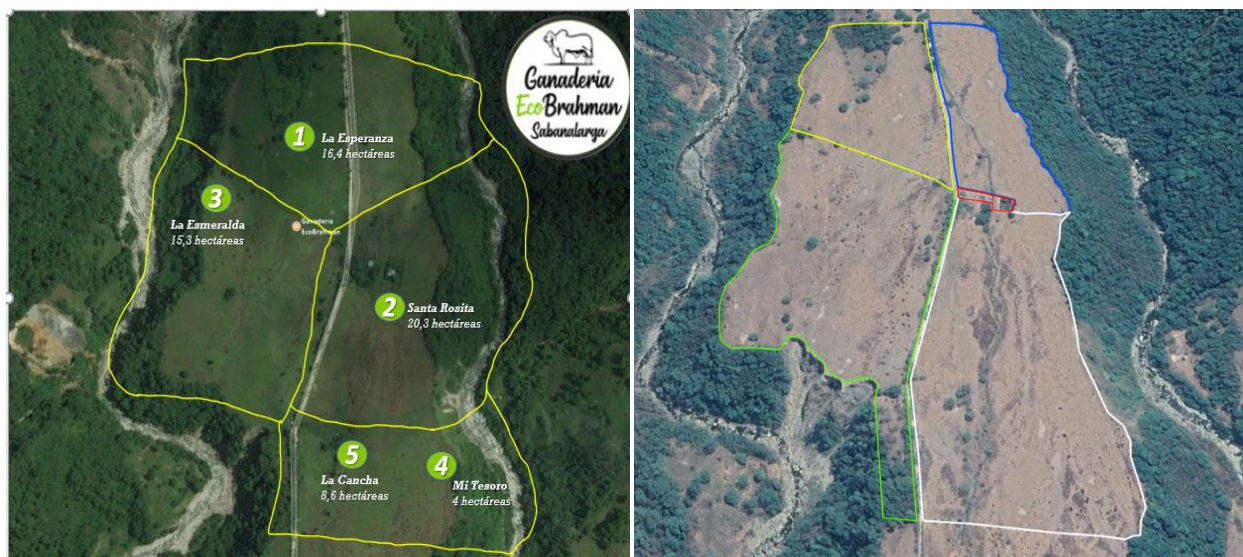 Ganaderia
EcoBrahman
Sabanalarga
1
La Esperanza
16,4 hectáreas
3
La Esmeralda
15,3 hectáreas
Ganadería
EcoBrahman
2
Santa Rosita
20,3 hectáreas
5
La Cancha
8,6 hectáreas
4
Mi Tesoro
4 hectáreas